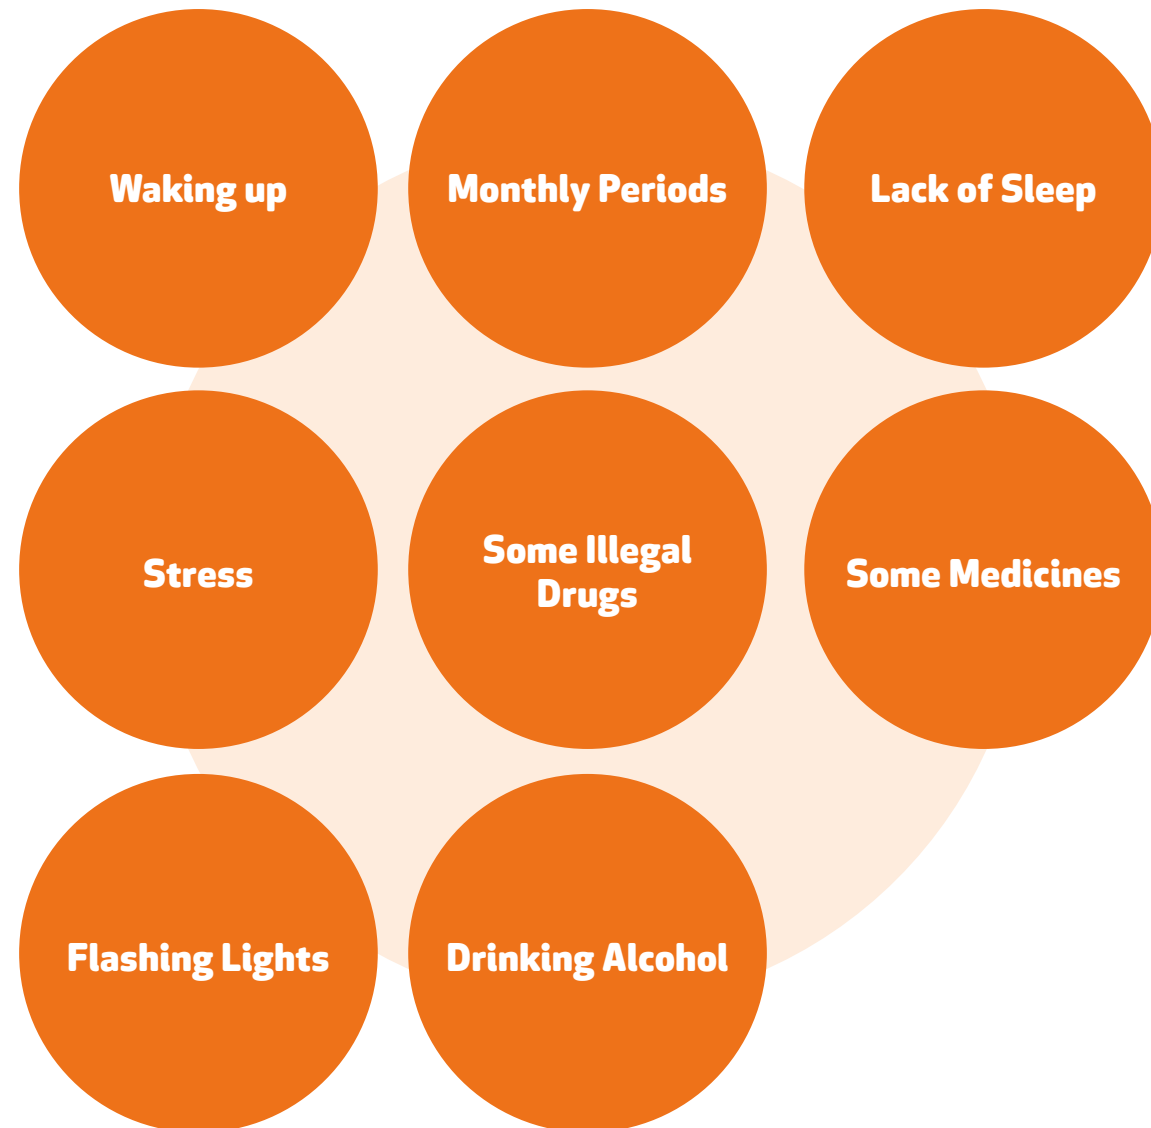 Waking up
Monthly Periods
Lack of Sleep
Stress
Some Illegal
Drugs
Some Medicines
Flashing Lights
Drinking Alcohol